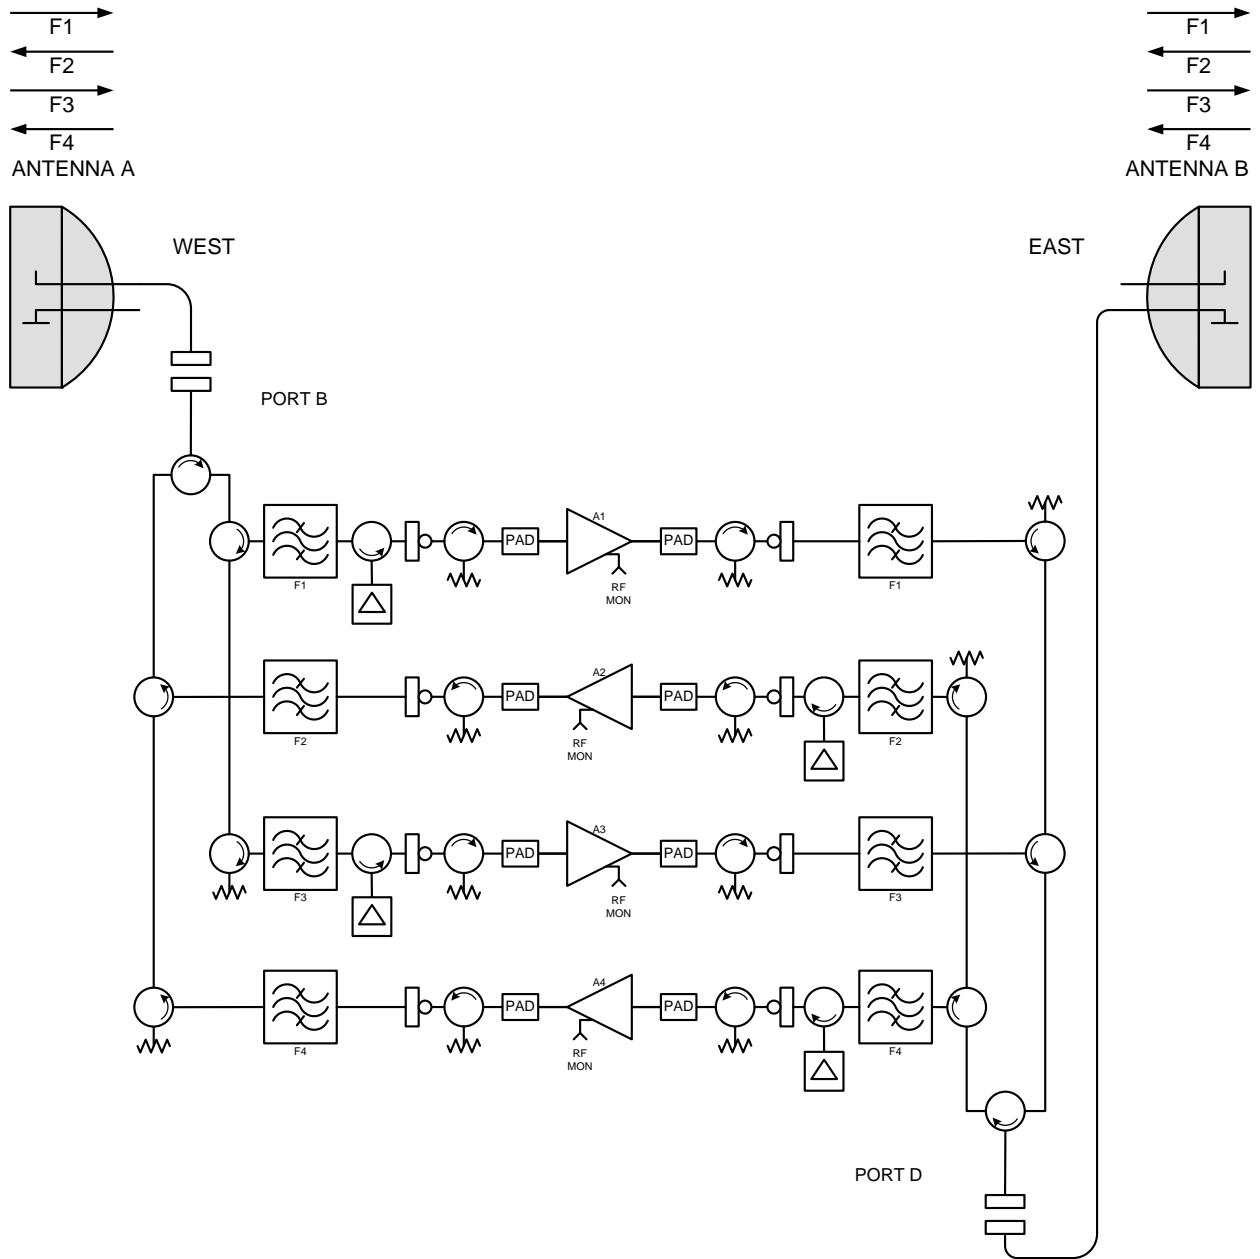 F1
F1
F2
F2
F3
F3
F4
F4
ANTENNA A
ANTENNA B
WEST
EAST
PORT B
A1
PAD
PAD
F1
RF
MON
F1
A2
PAD
PAD
F2
RF
MON
F2
A3
PAD
PAD
F3
RF
MON
F3
A4
PAD
PAD
F4
RF
MON
F4
PORT D